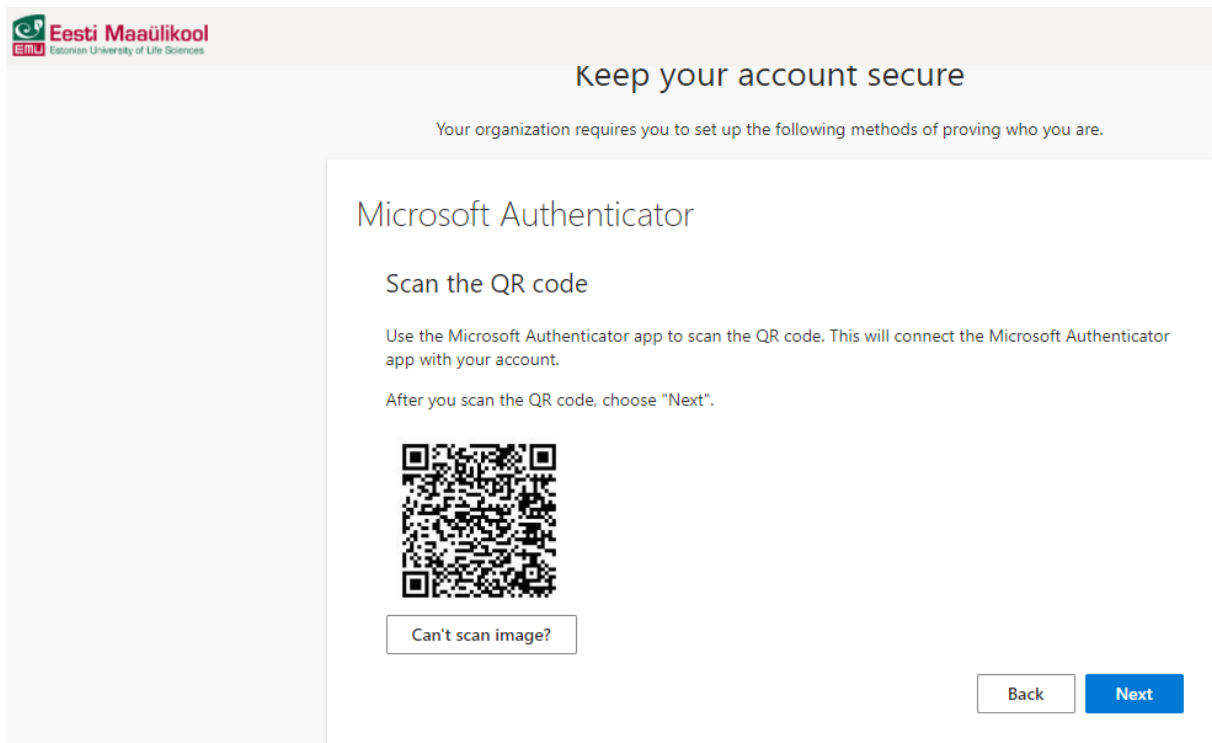 Eesti Maaülikool
EMU Estonian University of Life Sciences
Keep your account secure
Your organization requires you to set up the following methods of proving who you are.
Microsoft Authenticator
Scan the QR code
Use the Microsoft Authenticator app to scan the QR code. This will connect the Microsoft Authenticator
app with your account.
After you scan the QR code, choose "Next".
Can't scan image?
Back Next